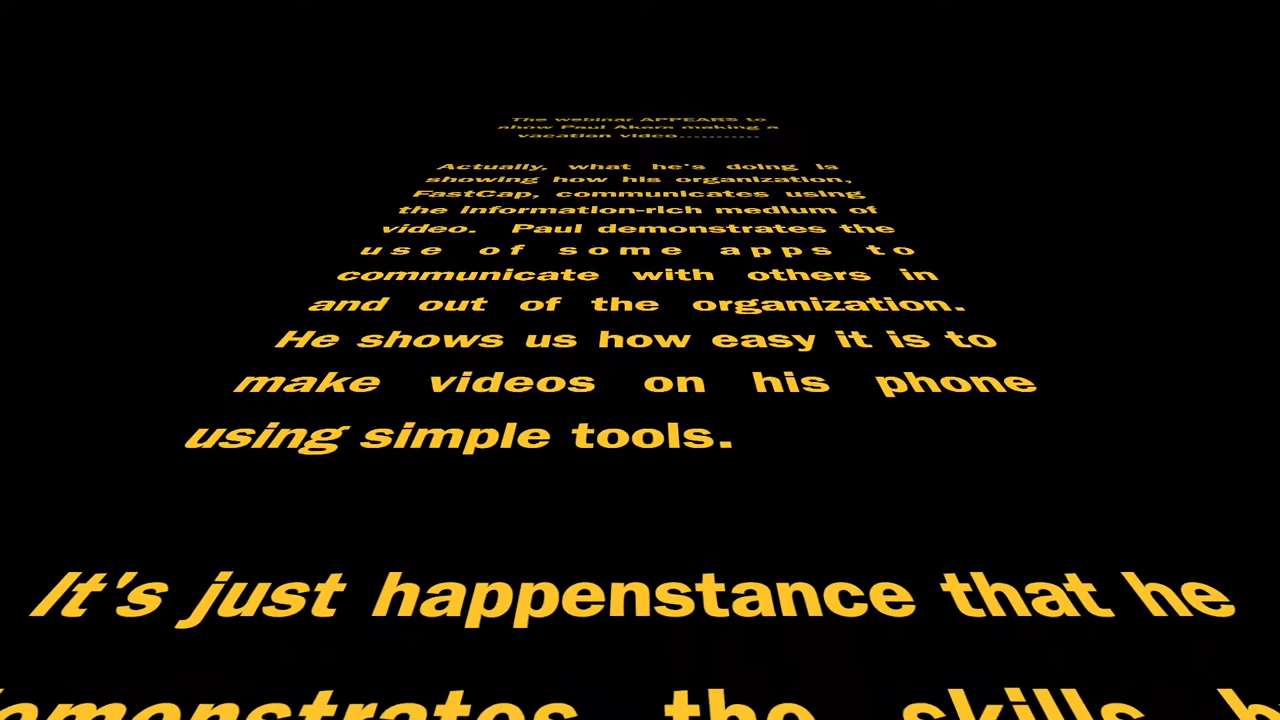 The webinar APPEARS to
show Paul Akers making a
vacation video............
Actually, what he's doing is
showing how his organization,
FastCap, communicates using
the information-rich medium of
video. Paul demonstrates the
use of some apps to
communicate with others in
and out of the organization.
He shows us how easy it is to
make videos on his phone
using simple tools.
It's just happenstance that he
demonstrates the skills